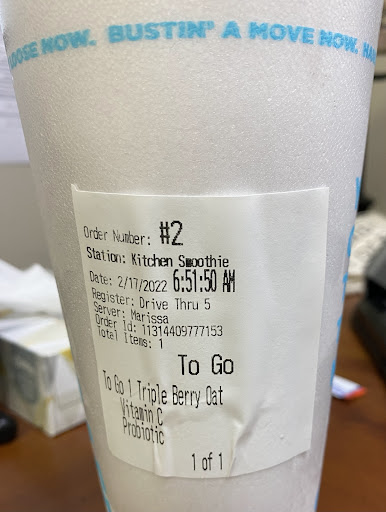 OOSE NOW. BUSTIN' A MOVE NOW. HA
Order Number: #2
Station: Kitchen Smoothie
Date: 2/17/2022 6:51:50 AM
Register: Drive Thru 5
Server: Marissa
Order Id: 11314409777153
Total Items: 1
To Go
To Go 1 Triple Berry Oat
Vitamin C
Probiotic
1 of 1